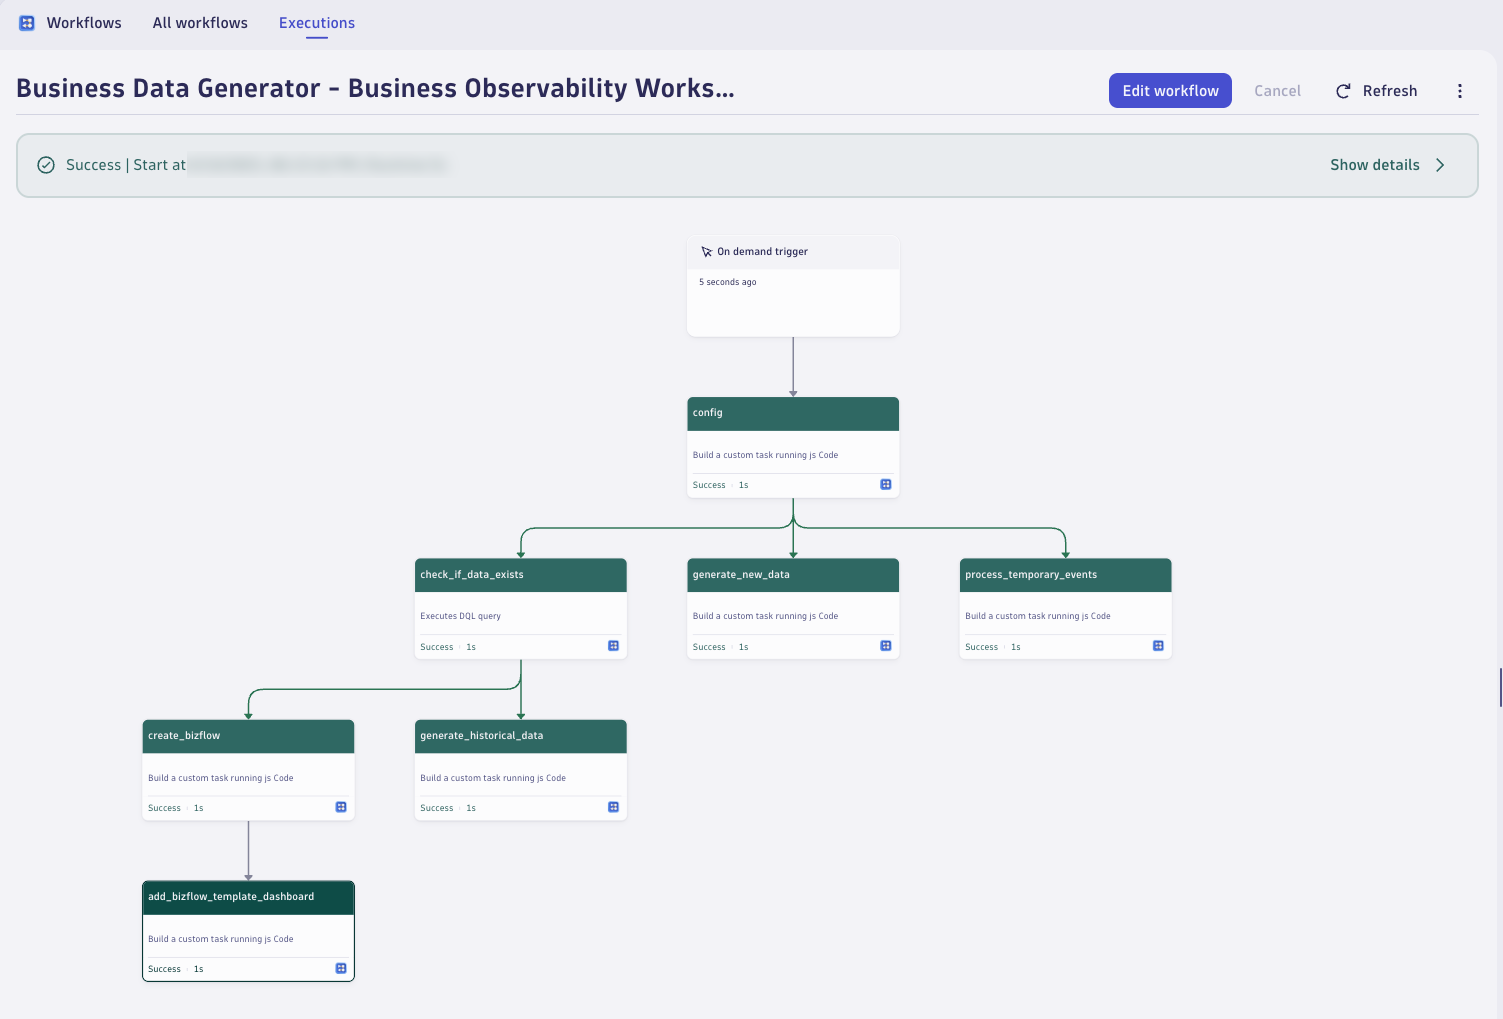 Workflows All workflows Executions
Business Data Generator - Business Observability Works...
Edit workflow Cancel Refresh
Success | Start at
Show details
On demand trigger
5 seconds ago
config
Build a custom task running js Code
Success · 1s
check_if_data_exists
Executes DQL query
Success · 1s
generate_new_data
Build a custom task running js Code
Success · 1s
process_temporary_events
Build a custom task running js Code
Success · 1s
create_bizflow
Build a custom task running js Code
Success · 1s
generate_historical_data
Build a custom task running js Code
Success · 1s
add_bizflow_template_dashboard
Build a custom task running js Code
Success · 1s